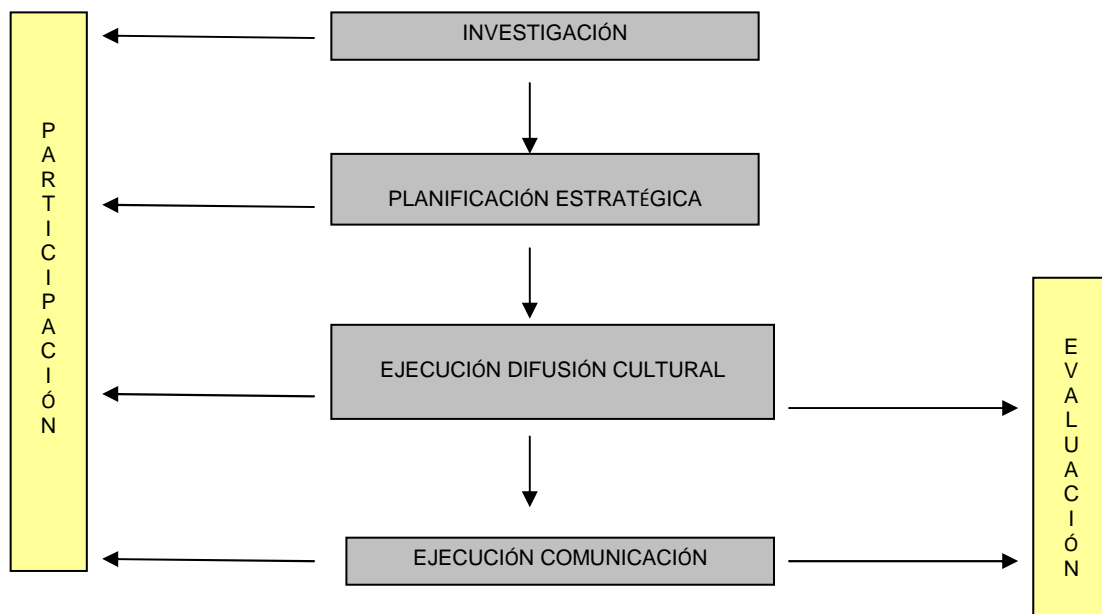 INVESTIGACIÓN
PLANIFICACIÓN ESTRATÉGICA
EJECUCIÓN DIFUSIÓN CULTURAL
EJECUCIÓN COMUNICACIÓN
P
A
R
T
I
C
I
P
A
C
I
Ó
N
E
V
A
L
U
A
C
I
Ó
N